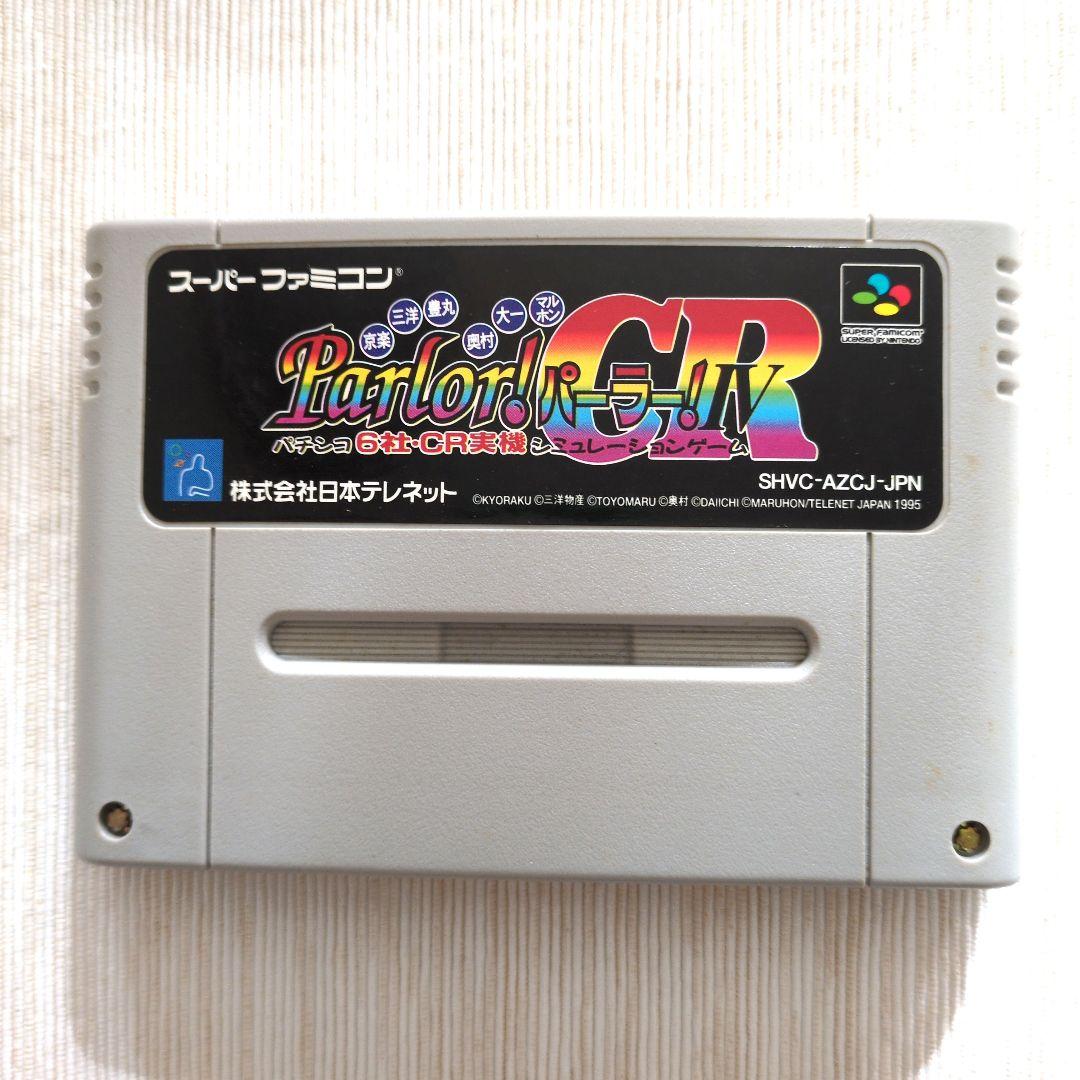 スーパーファミコン®
京楽 三洋 豊丸 奥村 大一 マルホン
Parlor! パーラー! IV CR
パチンコ6社・CR実機シミュレーションゲーム
SUPER FAMICOM
LICENSED BY NINTENDO
SHVC-AZCJ-JPN
株式会社日本テレネット
©KYORAKU ©三洋物産 ©TOYOMARU ©奥村 ©DAIICHI ©MARUHON/TELENET JAPAN 1995